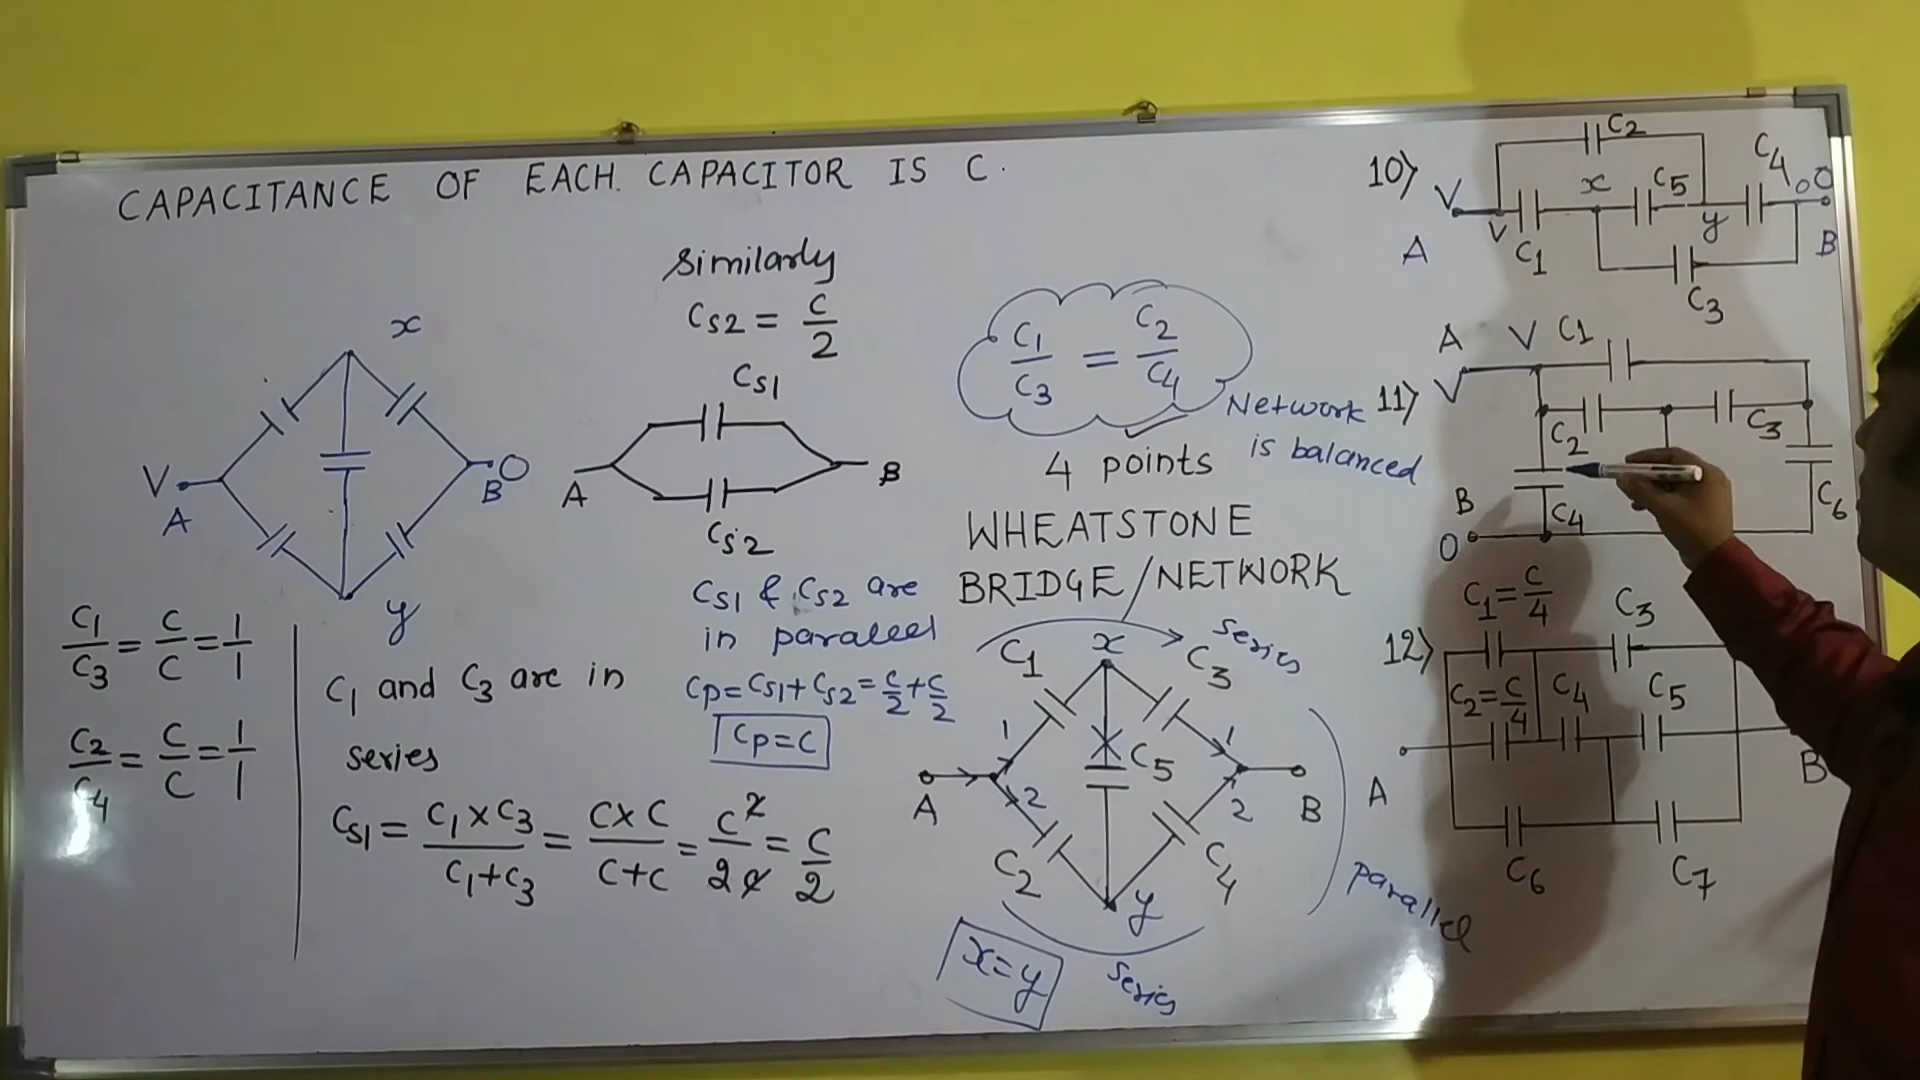 CAPACITANCE OF EACH. CAPACITOR IS C.
x
V
A
B
O
y
C1/C3 = C/C = 1/1
C2/C4 = C/C = 1/1
C1 and C3 are in
series
CS1 = C1 x C3/C1+C3 = C x C/C+C = C²/2C = C/2
Similarly
CS2 = C/2
CS1
A
B
CS2
CS1 & CS2 are
in parallel
CP = CS1 + CS2 = C/2 + C/2
CP = C
C1/C3 = C2/C4
Network
is balanced
4 points
WHEATSTONE
BRIDGE/NETWORK
C1
x
C3
series
1
1
C5
A
2
2
B
C2
C4
y
parallel
series
x=y
10)
C2
V
x
C5
C4
O
A
V
C1
y
B
C3
11)
A
V
V
C1
C2
C3
B
C4
C6
O
12)
C1 = C/4
C3
C2 = C/4
C4
C5
A
B
C6
C7